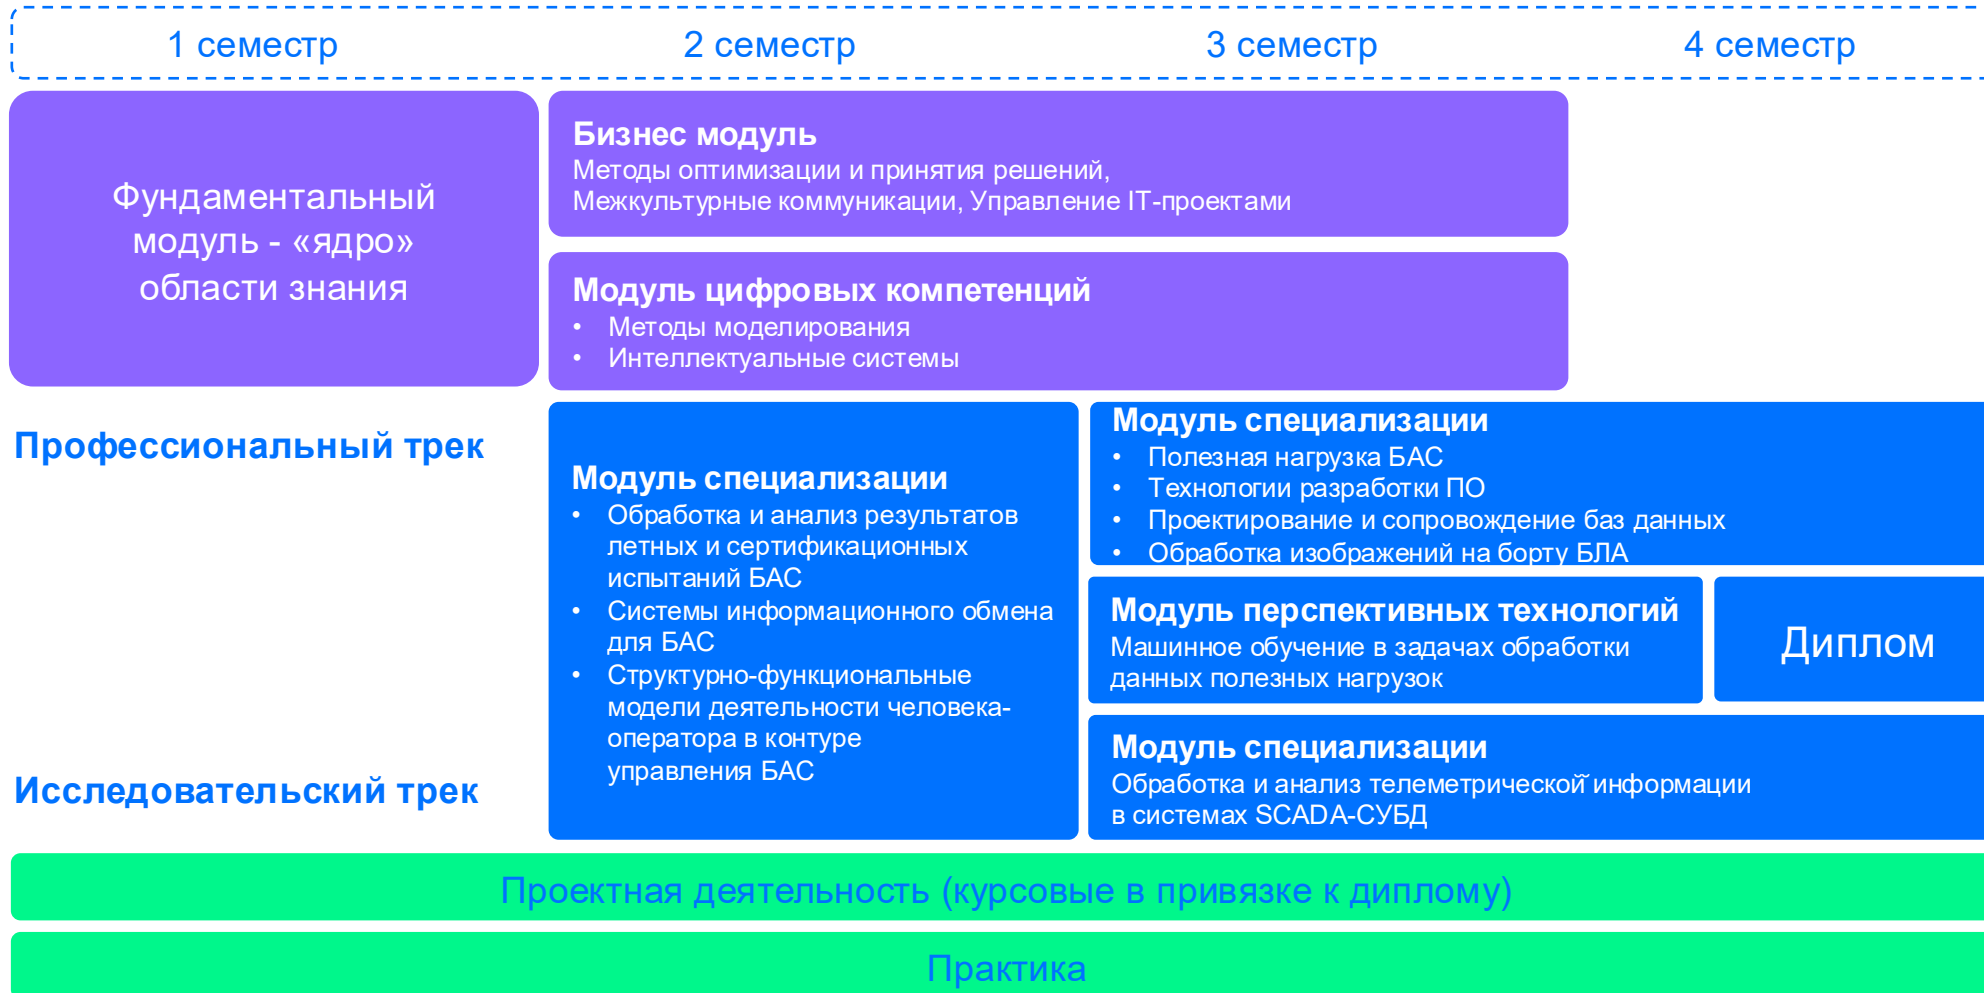 1 семестр
2 семестр
3 семестр
4 семестр
Фундаментальный
модуль - «ядро»
области знания
Бизнес модуль
Методы оптимизации и принятия решений,
Межкультурные коммуникации, Управление IT-проектами
Модуль цифровых компетенций
• Методы моделирования
• Интеллектуальные системы
Профессиональный трек
Исследовательский трек
Модуль специализации
• Обработка и анализ результатов
летных и сертификационных
испытаний БАС
• Системы информационного обмена
для БАС
• Структурно-функциональные
модели деятельности человека-
оператора в контуре
управления БАС
Модуль специализации
• Полезная нагрузка БАС
• Технологии разработки ПО
• Проектирование и сопровождение баз данных
• Обработка изображений на борту БЛА
Модуль перспективных технологий
Машинное обучение в задачах обработки
данных полезных нагрузок
Диплом
Модуль специализации
Обработка и анализ телеметрической информации
в системах SCADA-СУБД
Проектная деятельность (курсовые в привязке к диплому)
Практика